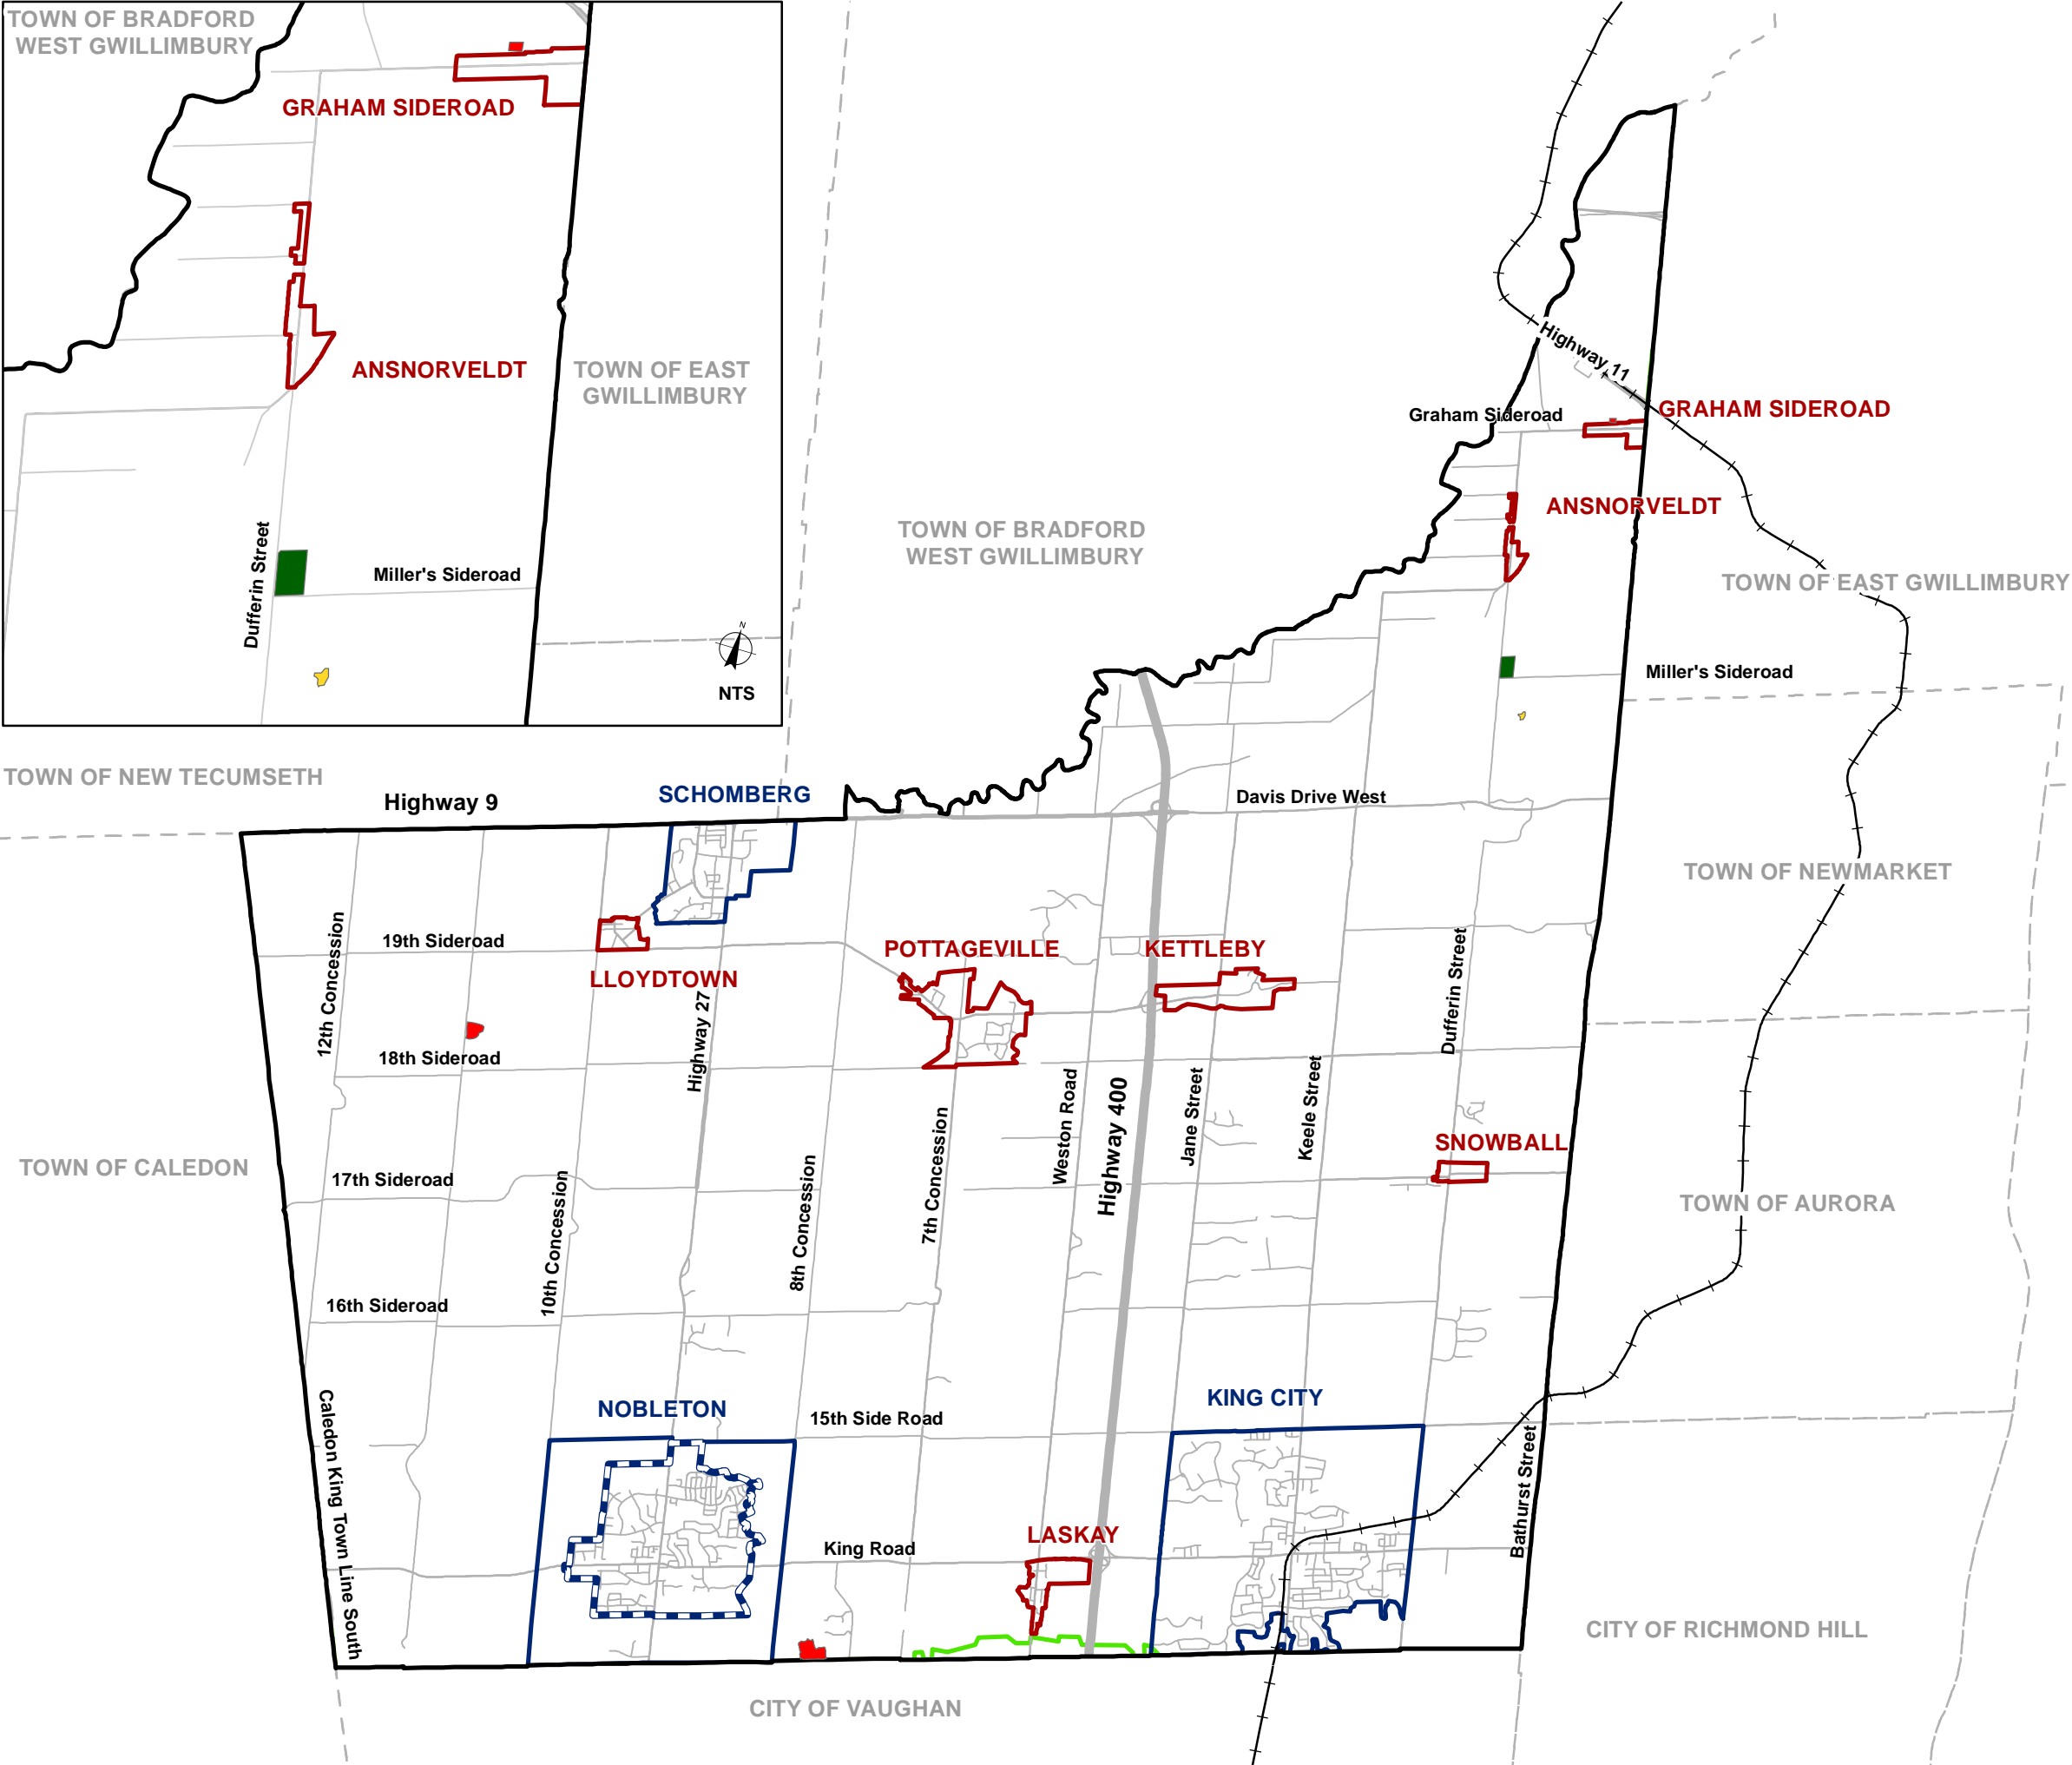 TOWN OF BRADFORD
WEST GWILLIMBURY
GRAHAM SIDEROAD
ANSNORVELDT
TOWN OF EAST
GWILLIMBURY
Dufferin Street
Miller's Sideroad
N
NTS
Highway 11
Graham Sideroad
GRAHAM SIDEROAD
ANSNORVELDT
TOWN OF BRADFORD
WEST GWILLIMBURY
TOWN OF EAST GWILLIMBURY
Miller's Sideroad
TOWN OF NEW TECUMSETH
Highway 9
SCHOMBERG
Davis Drive West
TOWN OF NEWMARKET
12th Concession
19th Sideroad
LLOYDTOWN
POTTAGEVILLE
KETTLEBY
Dufferin Street
Highway 27
18th Sideroad
Weston Road
Highway 400
Jane Street
Keele Street
SNOWBALL
TOWN OF CALEDON
17th Sideroad
10th Concession
8th Concession
7th Concession
TOWN OF AURORA
16th Sideroad
Caledon King Town Line South
NOBLETON
15th Side Road
KING CITY
Bathurst Street
King Road
LASKAY
CITY OF RICHMOND HILL
CITY OF VAUGHAN